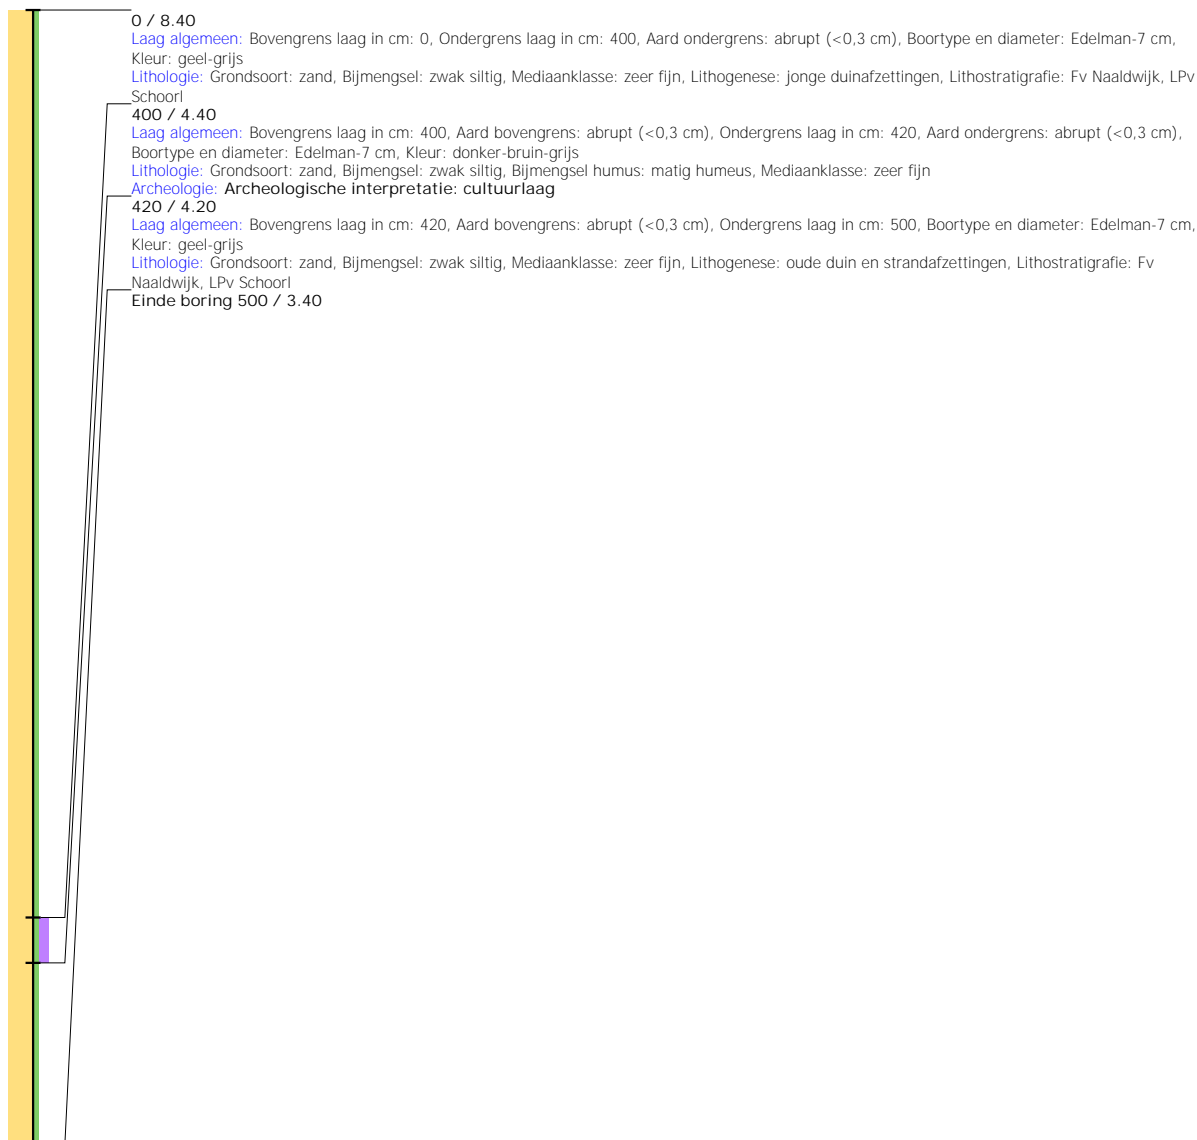 0 / 8.40
Laag algemeen: Bovengrens laag in cm: 0, Ondergrens laag in cm: 400, Aard ondergrens: abrupt (<0,3 cm), Boortype en diameter: Edelman-7 cm,
Kleur: geel-grijs
Lithologie: Grondsoort: zand, Bijmengsel: zwak siltig, Mediaanklasse: zeer fijn, Lithogenese: jonge duinafzettingen, Lithostratigrafie: Fv Naaldwijk, LPv
Schoorl
400 / 4.40
Laag algemeen: Bovengrens laag in cm: 400, Aard bovengrens: abrupt (<0,3 cm), Ondergrens laag in cm: 420, Aard ondergrens: abrupt (<0,3 cm),
Boortype en diameter: Edelman-7 cm, Kleur: donker-bruin-grijs
Lithologie: Grondsoort: zand, Bijmengsel: zwak siltig, Bijmengsel humus: matig humeus, Mediaanklasse: zeer fijn
Archeologie: Archeologische interpretatie: cultuurlaag
420 / 4.20
Laag algemeen: Bovengrens laag in cm: 420, Aard bovengrens: abrupt (<0,3 cm), Ondergrens laag in cm: 500, Boortype en diameter: Edelman-7 cm,
Kleur: geel-grijs
Lithologie: Grondsoort: zand, Bijmengsel: zwak siltig, Mediaanklasse: zeer fijn, Lithogenese: oude duin en strandafzettingen, Lithostratigrafie: Fv
Naaldwijk, LPv Schoorl
Einde boring 500 / 3.40